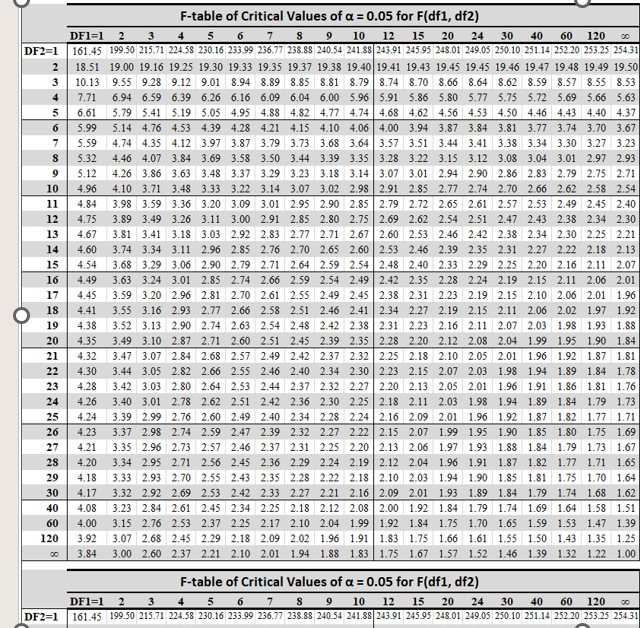 F-table of Critical Values of α = 0.05 for F(df1, df2)
DF1=1 2 3 4 5 6 7 8 9 10 12 15 20 24 30 40 60 120 ∞
DF2=1 161.45 199.50 215.71 224.58 230.16 233.99 236.77 238.88 240.54 241.88 243.91 245.95 248.01 249.05 250.10 251.14 252.20 253.25 254.31
2 18.51 19.00 19.16 19.25 19.30 19.33 19.35 19.37 19.38 19.40 19.41 19.43 19.45 19.45 19.46 19.47 19.48 19.49 19.50
3 10.13 9.55 9.28 9.12 9.01 8.94 8.89 8.85 8.81 8.79 8.74 8.70 8.66 8.64 8.62 8.59 8.57 8.55 8.53
4 7.71 6.94 6.59 6.39 6.26 6.16 6.09 6.04 6.00 5.96 5.91 5.86 5.80 5.77 5.75 5.72 5.69 5.66 5.63
5 6.61 5.79 5.41 5.19 5.05 4.95 4.88 4.82 4.77 4.74 4.68 4.62 4.56 4.53 4.50 4.46 4.43 4.40 4.37
6 5.99 5.14 4.76 4.53 4.39 4.28 4.21 4.15 4.10 4.06 4.00 3.94 3.87 3.84 3.81 3.77 3.74 3.70 3.67
7 5.59 4.74 4.35 4.12 3.97 3.87 3.79 3.73 3.68 3.64 3.57 3.51 3.44 3.41 3.38 3.34 3.30 3.27 3.23
8 5.32 4.46 4.07 3.84 3.69 3.58 3.50 3.44 3.39 3.35 3.28 3.22 3.15 3.12 3.08 3.04 3.01 2.97 2.93
9 5.12 4.26 3.86 3.63 3.48 3.37 3.29 3.23 3.18 3.14 3.07 3.01 2.94 2.90 2.86 2.83 2.79 2.75 2.71
10 4.96 4.10 3.71 3.48 3.33 3.22 3.14 3.07 3.02 2.98 2.91 2.85 2.77 2.74 2.70 2.66 2.62 2.58 2.54
11 4.84 3.98 3.59 3.36 3.20 3.09 3.01 2.95 2.90 2.85 2.79 2.72 2.65 2.61 2.57 2.53 2.49 2.45 2.40
12 4.75 3.89 3.49 3.26 3.11 3.00 2.91 2.85 2.80 2.75 2.69 2.62 2.54 2.51 2.47 2.43 2.38 2.34 2.30
13 4.67 3.81 3.41 3.18 3.03 2.92 2.83 2.77 2.71 2.67 2.60 2.53 2.46 2.42 2.38 2.34 2.30 2.25 2.21
14 4.60 3.74 3.34 3.11 2.96 2.85 2.76 2.70 2.65 2.60 2.53 2.46 2.39 2.35 2.31 2.27 2.22 2.18 2.13
15 4.54 3.68 3.29 3.06 2.90 2.79 2.71 2.64 2.59 2.54 2.48 2.40 2.33 2.29 2.25 2.20 2.16 2.11 2.07
16 4.49 3.63 3.24 3.01 2.85 2.74 2.66 2.59 2.54 2.49 2.42 2.35 2.28 2.24 2.19 2.15 2.11 2.06 2.01
17 4.45 3.59 3.20 2.96 2.81 2.70 2.61 2.55 2.49 2.45 2.38 2.31 2.23 2.19 2.15 2.10 2.06 2.01 1.96
18 4.41 3.55 3.16 2.93 2.77 2.66 2.58 2.51 2.46 2.41 2.34 2.27 2.19 2.15 2.11 2.06 2.02 1.97 1.92
19 4.38 3.52 3.13 2.90 2.74 2.63 2.54 2.48 2.42 2.38 2.31 2.23 2.16 2.11 2.07 2.03 1.98 1.93 1.88
20 4.35 3.49 3.10 2.87 2.71 2.60 2.51 2.45 2.39 2.35 2.28 2.20 2.12 2.08 2.04 1.99 1.95 1.90 1.84
21 4.32 3.47 3.07 2.84 2.68 2.57 2.49 2.42 2.37 2.32 2.25 2.18 2.10 2.05 2.01 1.96 1.92 1.87 1.81
22 4.30 3.44 3.05 2.82 2.66 2.55 2.46 2.40 2.34 2.30 2.23 2.15 2.07 2.03 1.98 1.94 1.89 1.84 1.78
23 4.28 3.42 3.03 2.80 2.64 2.53 2.44 2.37 2.32 2.27 2.20 2.13 2.05 2.01 1.96 1.91 1.86 1.81 1.76
24 4.26 3.40 3.01 2.78 2.62 2.51 2.42 2.36 2.30 2.25 2.18 2.11 2.03 1.98 1.94 1.89 1.84 1.79 1.73
25 4.24 3.39 2.99 2.76 2.60 2.49 2.40 2.34 2.28 2.24 2.16 2.09 2.01 1.96 1.92 1.87 1.82 1.77 1.71
26 4.23 3.37 2.98 2.74 2.59 2.47 2.39 2.32 2.27 2.22 2.15 2.07 1.99 1.95 1.90 1.85 1.80 1.75 1.69
27 4.21 3.35 2.96 2.73 2.57 2.46 2.37 2.31 2.25 2.20 2.13 2.06 1.97 1.93 1.88 1.84 1.79 1.73 1.67
28 4.20 3.34 2.95 2.71 2.56 2.45 2.36 2.29 2.24 2.19 2.12 2.04 1.96 1.91 1.87 1.82 1.77 1.71 1.65
29 4.18 3.33 2.93 2.70 2.55 2.43 2.35 2.28 2.22 2.18 2.10 2.03 1.94 1.90 1.85 1.81 1.75 1.70 1.64
30 4.17 3.32 2.92 2.69 2.53 2.42 2.33 2.27 2.21 2.16 2.09 2.01 1.93 1.89 1.84 1.79 1.74 1.68 1.62
40 4.08 3.23 2.84 2.61 2.45 2.34 2.25 2.18 2.12 2.08 2.00 1.92 1.84 1.79 1.74 1.69 1.64 1.58 1.51
60 4.00 3.15 2.76 2.53 2.37 2.25 2.17 2.10 2.04 1.99 1.92 1.84 1.75 1.70 1.65 1.59 1.53 1.47 1.39
120 3.92 3.07 2.68 2.45 2.29 2.18 2.09 2.02 1.96 1.91 1.83 1.75 1.66 1.61 1.55 1.50 1.43 1.35 1.25
∞ 3.84 3.00 2.60 2.37 2.21 2.10 2.01 1.94 1.88 1.83 1.75 1.67 1.57 1.52 1.46 1.39 1.32 1.22 1.00
F-table of Critical Values of α = 0.05 for F(df1, df2)
DF1=1 2 3 4 5 6 7 8 9 10 12 15 20 24 30 40 60 120 ∞
DF2=1 161.45 199.50 215.71 224.58 230.16 233.99 236.77 238.88 240.54 241.88 243.91 245.95 248.01 249.05 250.10 251.14 252.20 253.25 254.31